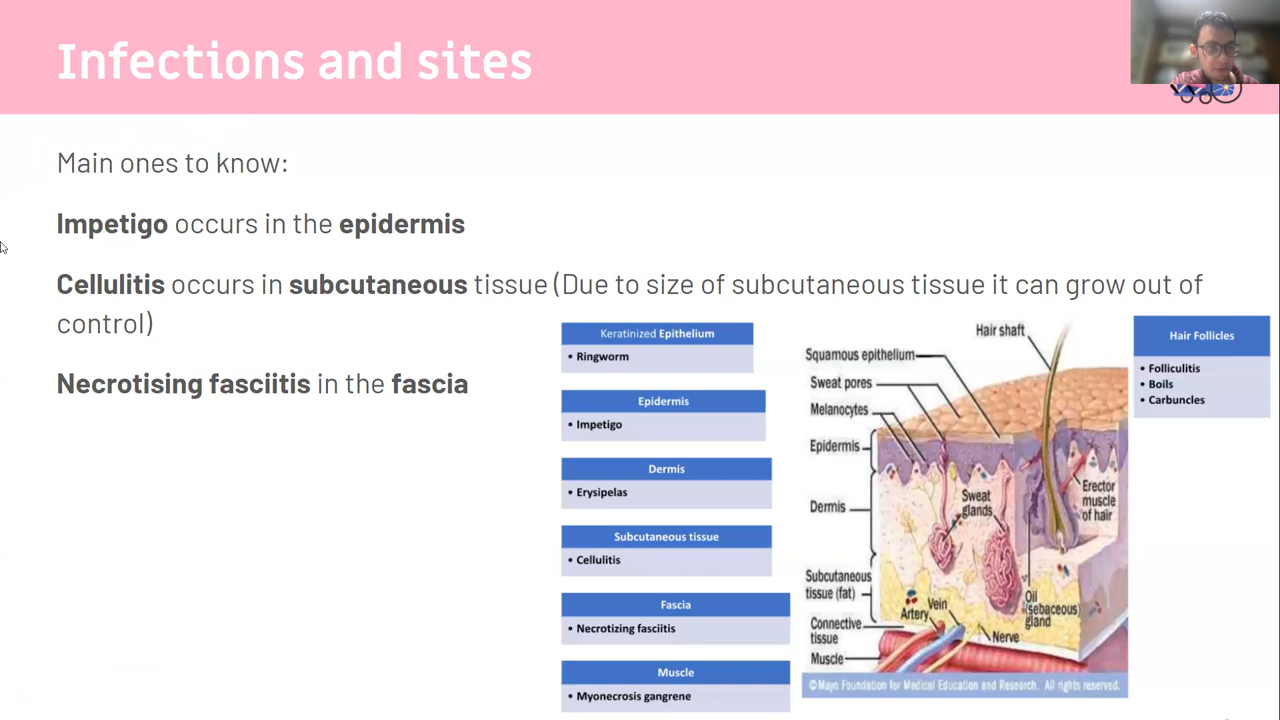 Infections and sites
Main ones to know:
Impetigo occurs in the epidermis
Cellulitis occurs in subcutaneous tissue (Due to size of subcutaneous tissue it can grow out of
control)
Necrotising fasciitis in the fascia
Keratinized Epithelium
• Ringworm
Epidermis
• Impetigo
Dermis
• Erysipelas
Subcutaneous tissue
• Cellulitis
Fascia
• Necrotizing fasciitis
Muscle
• Myonecrosis gangrene
Hair shaft
Squamous epithelium
Sweat pores
Melanocytes
Epidermis
Dermis
Subcutaneous
tissue (fat)
Connective
tissue
Muscle
Sweat
glands
Erector
muscle
of hair
Oil
(sebaceous)
gland
Artery
Vein
Nerve
©Mayo Foundation for Medical Education and Research. All rights reserved.
Hair Follicles
• Folliculitis
• Boils
• Carbuncles